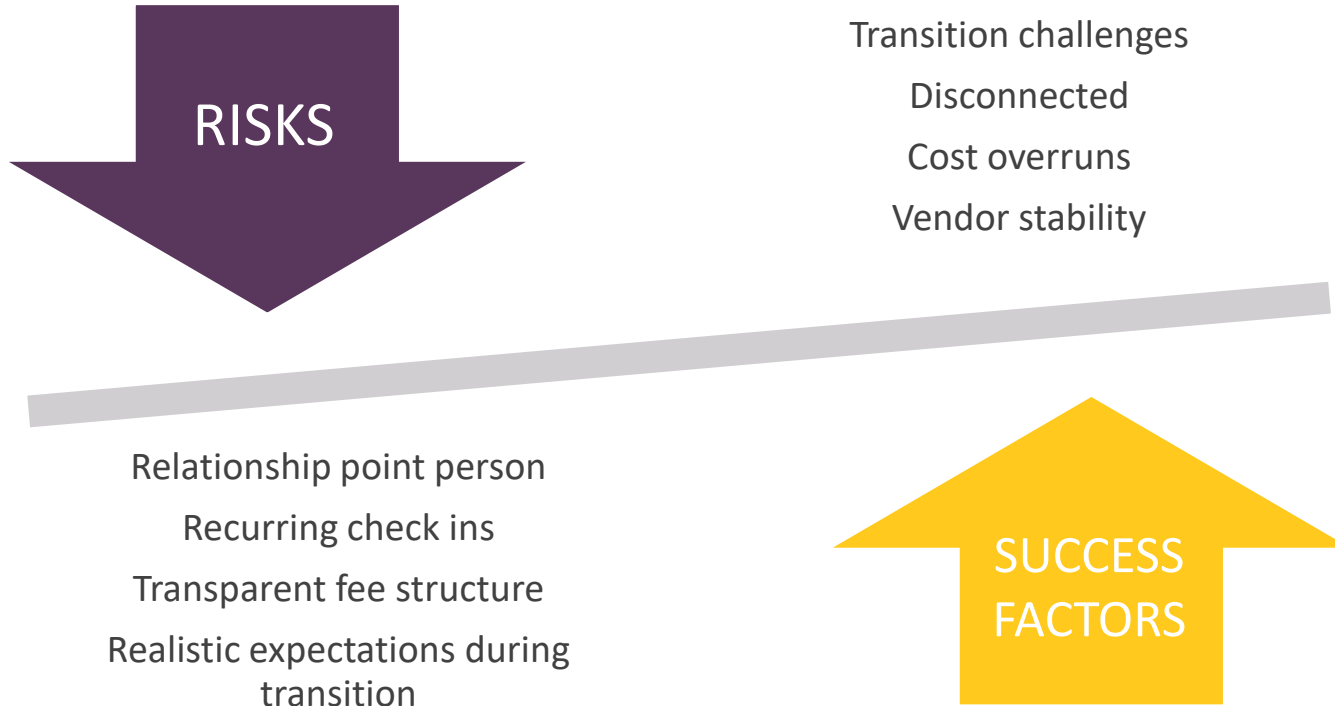 RISKS
Transition challenges
Disconnected
Cost overruns
Vendor stability
Relationship point person
Recurring check ins
Transparent fee structure
Realistic expectations during
transition
SUCCESS
FACTORS